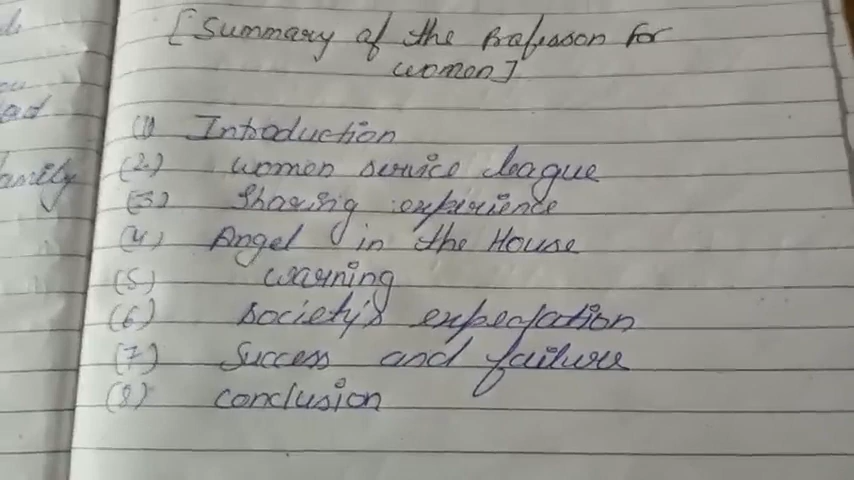 [Summary of the Profession for
women]
(1) Introduction
(2) women service league
(3) Sharing experience
(4) Angel in the House
(5) warning
(6) society's expectation
(7) Success and failure
(8) conclusion
family